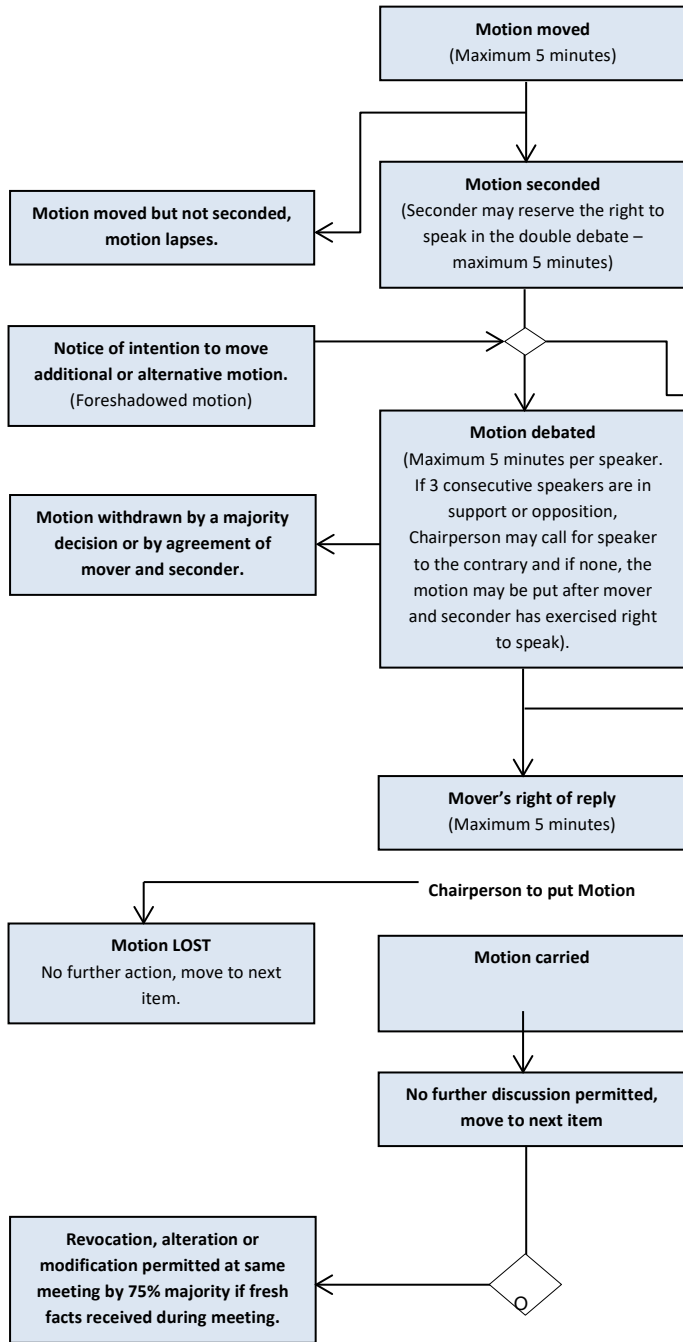 Motion moved
(Maximum 5 minutes)
Motion seconded
(Seconder may reserve the right to
speak in the double debate –
maximum 5 minutes)
Motion moved but not seconded,
motion lapses.
Notice of intention to move
additional or alternative motion.
(Foreshadowed motion)
Motion debated
(Maximum 5 minutes per speaker.
If 3 consecutive speakers are in
support or opposition,
Chairperson may call for speaker
to the contrary and if none, the
motion may be put after mover
and seconder has exercised right
to speak).
Motion withdrawn by a majority
decision or by agreement of
mover and seconder.
Mover’s right of reply
(Maximum 5 minutes)
Chairperson to put Motion
Motion LOST
No further action, move to next
item.
Motion carried
No further discussion permitted,
move to next item
Revocation, alteration or
modification permitted at same
meeting by 75% majority if fresh
facts received during meeting.
O